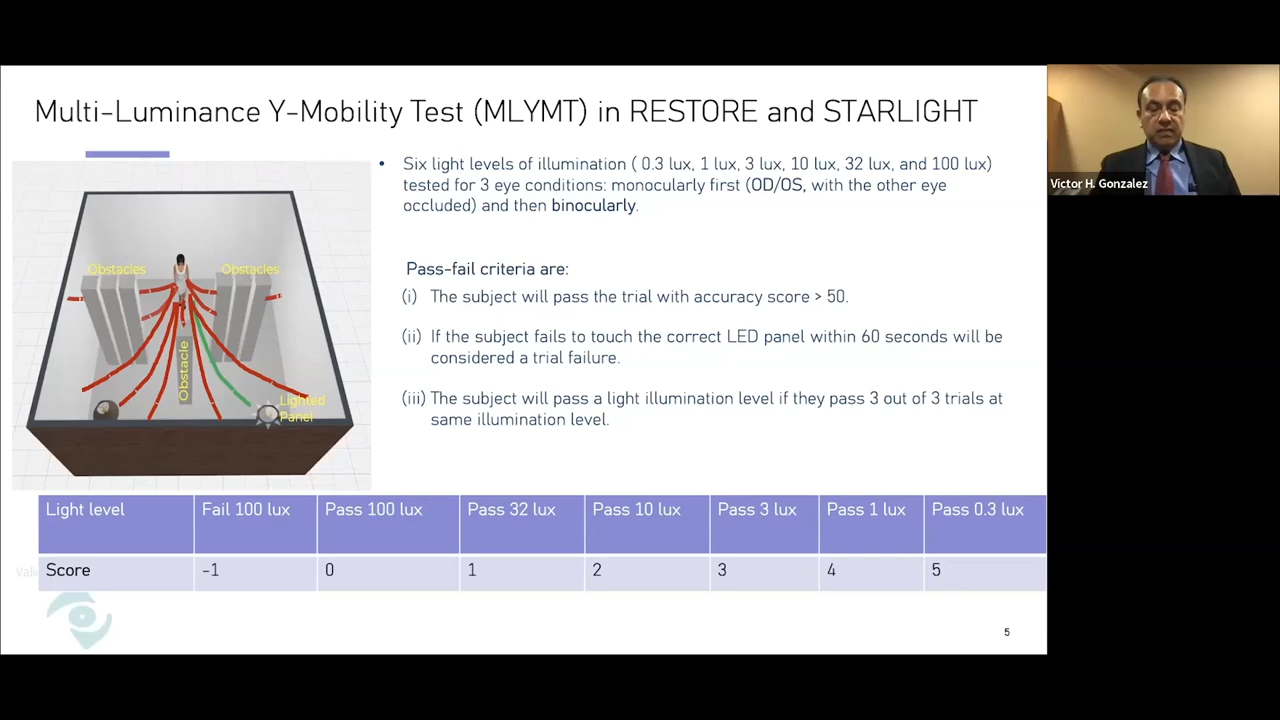 Multi-Luminance Y-Mobility Test (MLYMT) in RESTORE and STARLIGHT
• Six light levels of illumination ( 0.3 lux, 1 lux, 3 lux, 10 lux, 32 lux, and 100 lux)
tested for 3 eye conditions: monocularly first (OD/OS, with the other eye
occluded) and then binocularly.
Pass-fail criteria are:
(i) The subject will pass the trial with accuracy score > 50.
(ii) If the subject fails to touch the correct LED panel within 60 seconds will be
considered a trial failure.
(iii) The subject will pass a light illumination level if they pass 3 out of 3 trials at
same illumination level.
Obstacles
Obstacles
Obstacle
Lighted
Panel
Light level Fail 100 lux Pass 100 lux Pass 32 lux Pass 10 lux Pass 3 lux Pass 1 lux Pass 0.3 lux
Score -1 0 1 2 3 4 5
5
Victor H. Gonzalez